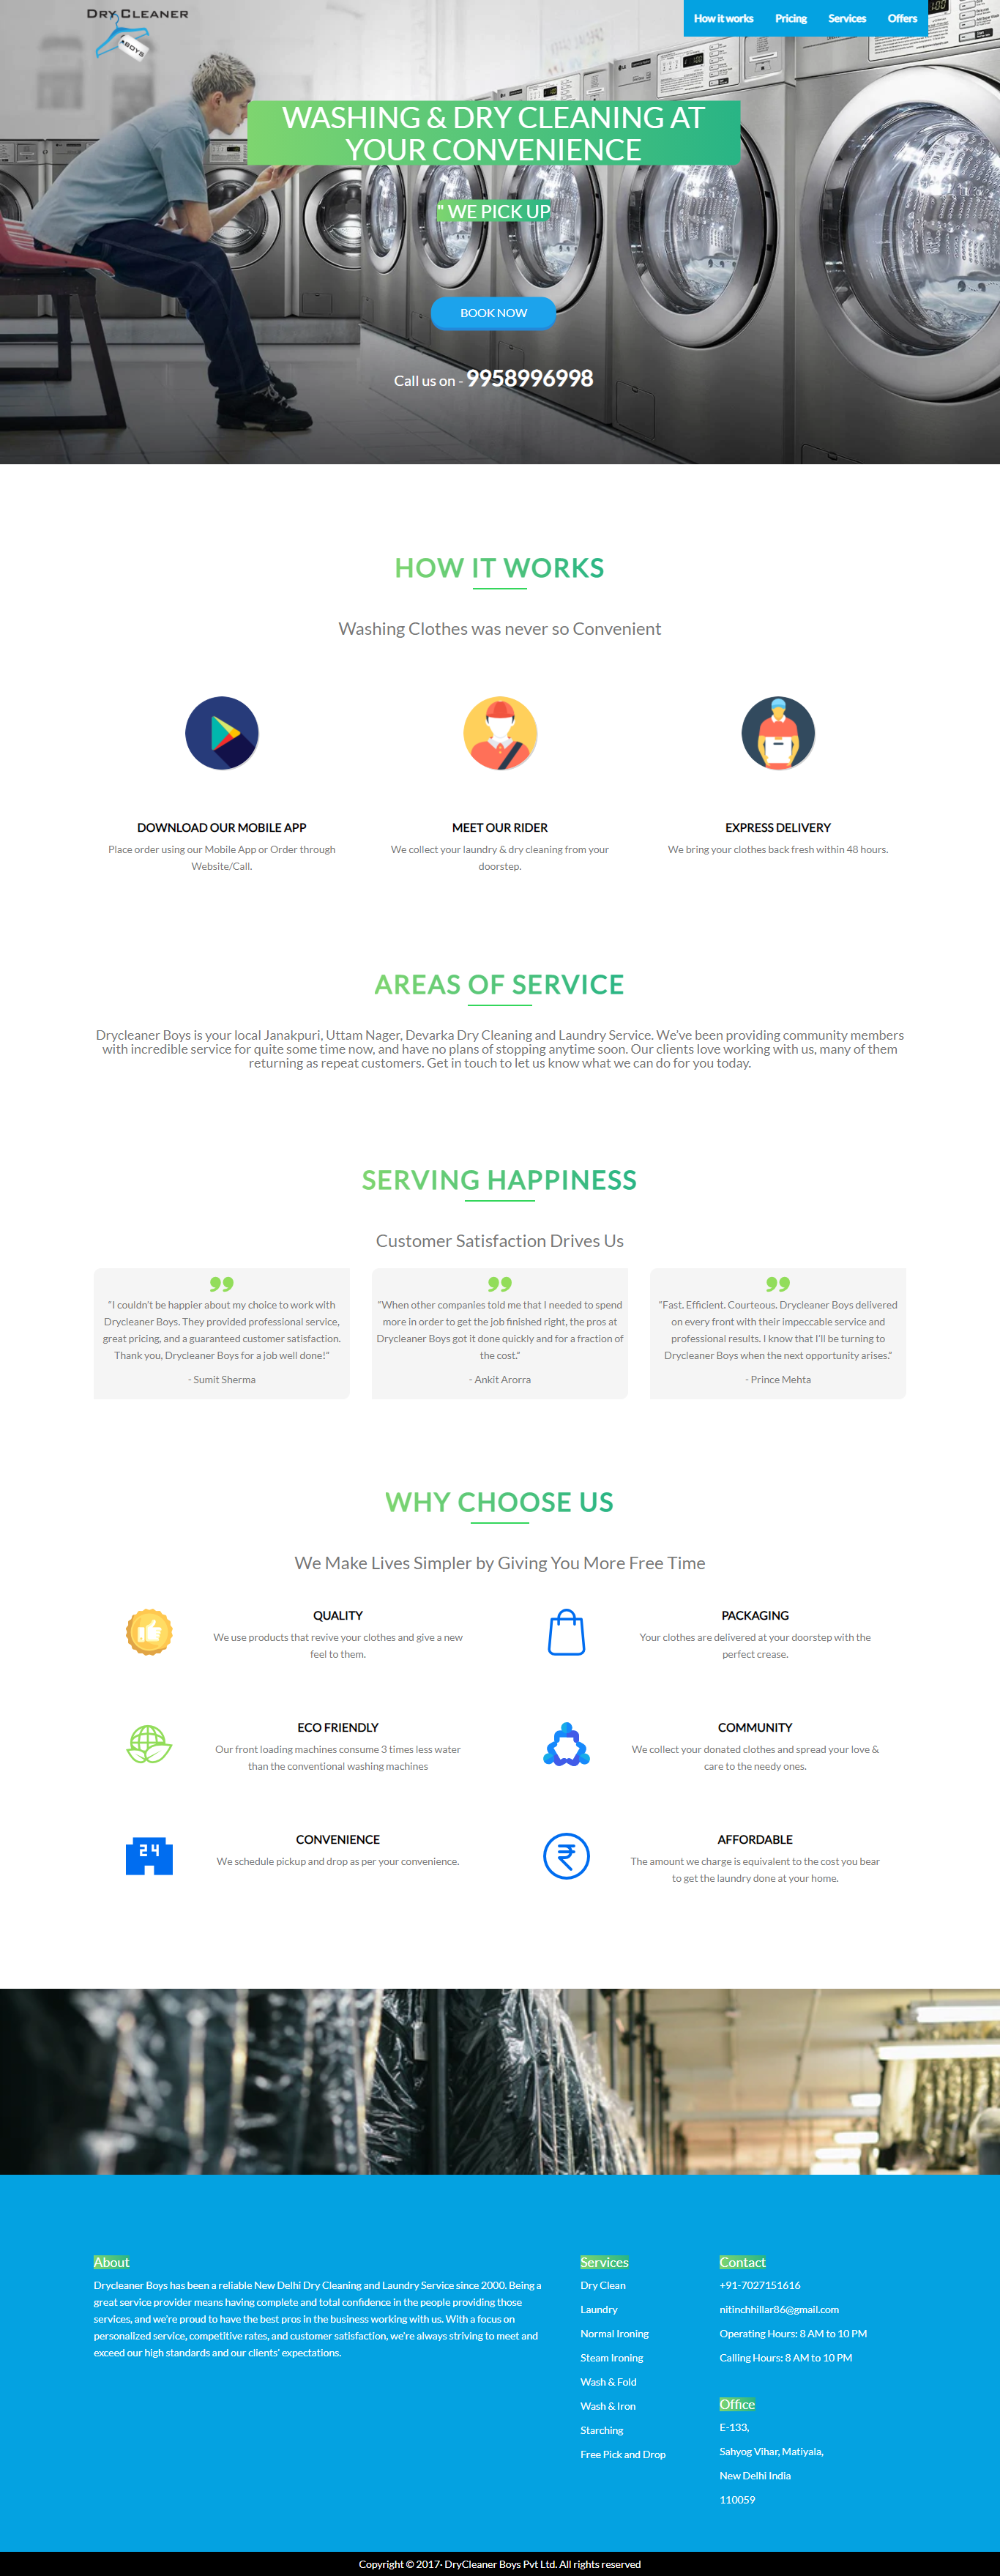 DRY CLEANER
BOYS
How it works Pricing Services Offers
WASHING & DRY CLEANING AT
YOUR CONVENIENCE
" WE PICK UP
BOOK NOW
Call us on - 9958996998
HOW IT WORKS
Washing Clothes was never so Convenient
DOWNLOAD OUR MOBILE APP
Place order using our Mobile App or Order through
Website/Call.
MEET OUR RIDER
We collect your laundry & dry cleaning from your
doorstep.
EXPRESS DELIVERY
We bring your clothes back fresh within 48 hours.
AREAS OF SERVICE
Drycleaner Boys is your local Janakpuri, Uttam Nager, Devarka Dry Cleaning and Laundry Service. We've been providing community members
with incredible service for quite some time now, and have no plans of stopping anytime soon. Our clients love working with us, many of them
returning as repeat customers. Get in touch to let us know what we can do for you today.
SERVING HAPPINESS
Customer Satisfaction Drives Us
"I couldn't be happier about my choice to work with
Drycleaner Boys. They provided professional service,
great pricing, and a guaranteed customer satisfaction.
Thank you, Drycleaner Boys for a job well done!"
- Sumit Sherma
"When other companies told me that I needed to spend
more in order to get the job finished right, the pros at
Drycleaner Boys got it done quickly and for a fraction of
the cost."
- Ankit Arorra
"Fast. Efficient. Courteous. Drycleaner Boys delivered
on every front with their impeccable service and
professional results. I know that I'll be turning to
Drycleaner Boys when the next opportunity arises."
- Prince Mehta
WHY CHOOSE US
We Make Lives Simpler by Giving You More Free Time
QUALITY
We use products that revive your clothes and give a new
feel to them.
PACKAGING
Your clothes are delivered at your doorstep with the
perfect crease.
ECO FRIENDLY
Our front loading machines consume 3 times less water
than the conventional washing machines
COMMUNITY
We collect your donated clothes and spread your love &
care to the needy ones.
24
CONVENIENCE
We schedule pickup and drop as per your convenience.
₹
AFFORDABLE
The amount we charge is equivalent to the cost you bear
to get the laundry done at your home.
About
Drycleaner Boys has been a reliable New Delhi Dry Cleaning and Laundry Service since 2000. Being a
great service provider means having complete and total confidence in the people providing those
services, and we're proud to have the best pros in the business working with us. With a focus on
personalized service, competitive rates, and customer satisfaction, we're always striving to meet and
exceed our high standards and our clients' expectations.
Services
Dry Clean
Laundry
Normal Ironing
Steam Ironing
Wash & Fold
Wash & Iron
Starching
Free Pick and Drop
Contact
+91-7027151616
nitinchhillar86@gmail.com
Operating Hours: 8 AM to 10 PM
Calling Hours: 8 AM to 10 PM
Office
E-133,
Sahyog Vihar, Matiyala,
New Delhi India
110059
Copyright © 2017· DryCleaner Boys Pvt Ltd. All rights reserved